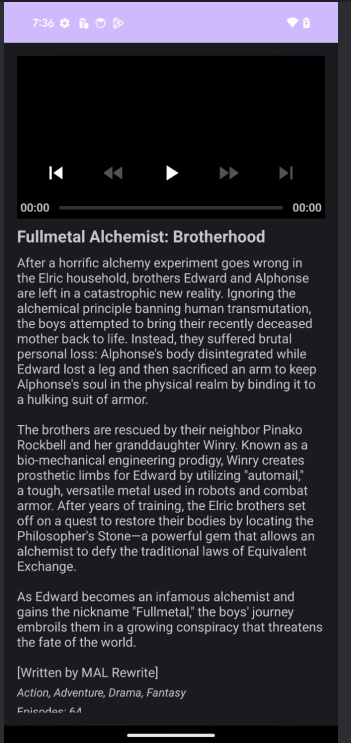 7:36
00:00 00:00
Fullmetal Alchemist: Brotherhood
After a horrific alchemy experiment goes wrong in
the Elric household, brothers Edward and Alphonse
are left in a catastrophic new reality. Ignoring the
alchemical principle banning human transmutation,
the boys attempted to bring their recently deceased
mother back to life. Instead, they suffered brutal
personal loss: Alphonse's body disintegrated while
Edward lost a leg and then sacrificed an arm to keep
Alphonse's soul in the physical realm by binding it to
a hulking suit of armor.
The brothers are rescued by their neighbor Pinako
Rockbell and her granddaughter Winry. Known as a
bio-mechanical engineering prodigy, Winry creates
prosthetic limbs for Edward by utilizing "automail,"
a tough, versatile metal used in robots and combat
armor. After years of training, the Elric brothers set
off on a quest to restore their bodies by locating the
Philosopher's Stone—a powerful gem that allows an
alchemist to defy the traditional laws of Equivalent
Exchange.
As Edward becomes an infamous alchemist and
gains the nickname "Fullmetal," the boys' journey
embroils them in a growing conspiracy that threatens
the fate of the world.
[Written by MAL Rewrite]
Action, Adventure, Drama, Fantasy
Episodes: 64